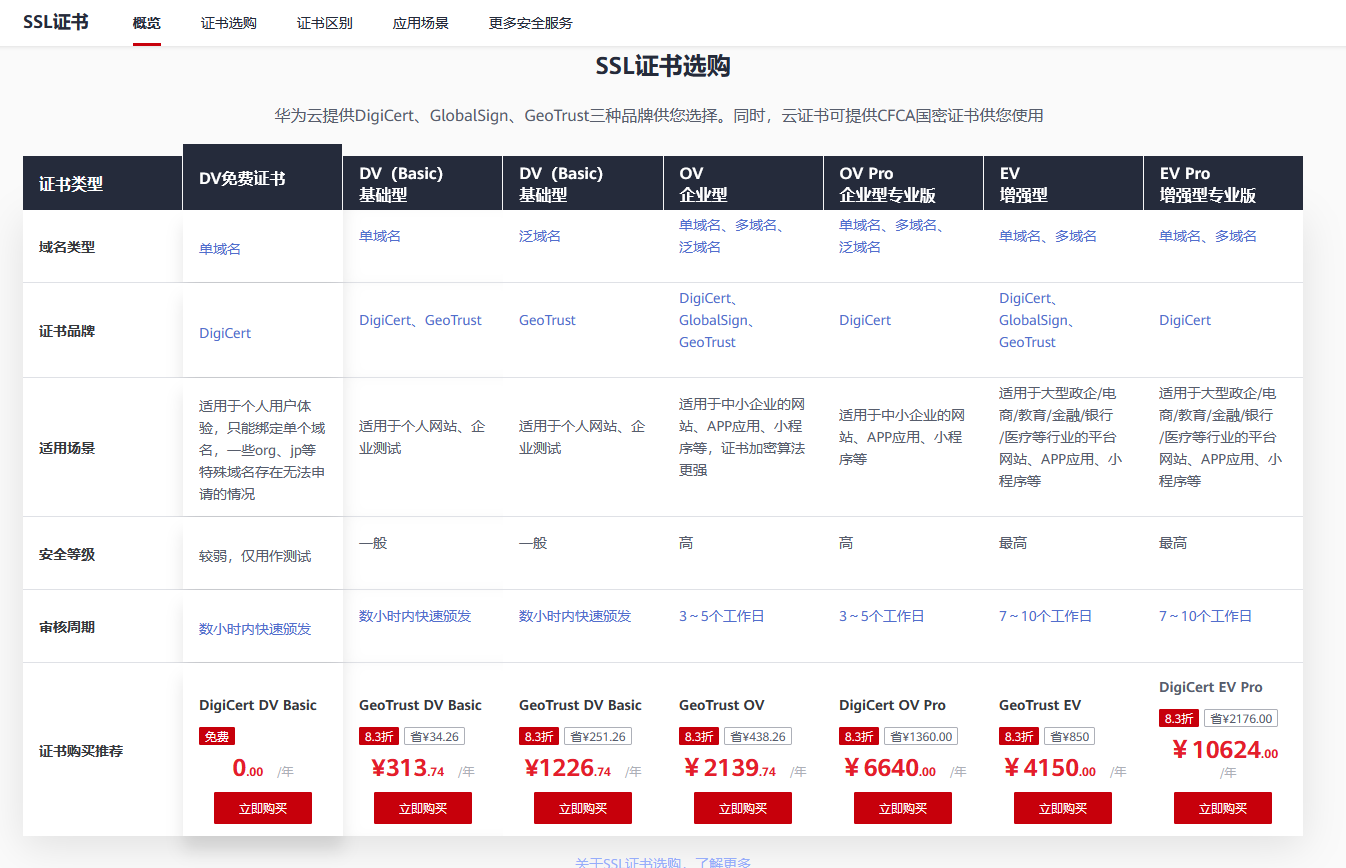 SSL证书 概览 证书选购 证书区别 应用场景 更多安全服务
SSL证书选购
华为云提供DigiCert、GlobalSign、GeoTrust三种品牌供您选择。同时，云证书可提供CFCA国密证书供您使用
证书类型
DV免费证书
DV（Basic）
基础型
DV（Basic）
基础型
OV
企业型
OV Pro
企业型专业版
EV
增强型
EV Pro
增强型专业版
域名类型
单域名
单域名
泛域名
单域名、多域名、
泛域名
单域名、多域名、
泛域名
单域名、多域名
单域名、多域名
证书品牌
DigiCert
DigiCert、GeoTrust
GeoTrust
DigiCert、
GlobalSign、
GeoTrust
DigiCert
DigiCert、
GlobalSign、
GeoTrust
DigiCert
适用场景
适用于个人用户体
验，只能绑定单个域
名，一些org、jp等
特殊域名存在无法申
请的情况
适用于个人网站、企
业测试
适用于个人网站、企
业测试
适用于中小企业的网
站、APP应用、小程
序等，证书加密算法
更强
适用于中小企业的网
站、APP应用、小程
序等
适用于大型政企/电
商/教育/金融/银行
/医疗等行业的平台
网站、APP应用、小
程序等
适用于大型政企/电
商/教育/金融/银行
/医疗等行业的平台
网站、APP应用、小
程序等
安全等级
较弱，仅用作测试
一般
一般
高
高
最高
最高
审核周期
数小时内快速颁发
数小时内快速颁发
数小时内快速颁发
3～5个工作日
3～5个工作日
7～10个工作日
7～10个工作日
证书购买推荐
DigiCert DV Basic
免费
0.00 /年
立即购买
GeoTrust DV Basic
8.3折 省¥34.26
¥313.74 /年
立即购买
GeoTrust DV Basic
8.3折 省¥251.26
¥1226.74 /年
立即购买
GeoTrust OV
8.3折 省¥438.26
￥2139.74 /年
立即购买
DigiCert OV Pro
8.3折 省¥1360.00
￥6640.00 /年
立即购买
GeoTrust EV
8.3折 省¥850
￥4150.00 /年
立即购买
DigiCert EV Pro
8.3折 省¥2176.00
￥10624.00
/年
立即购买
关于SSL证书选购，了解更多